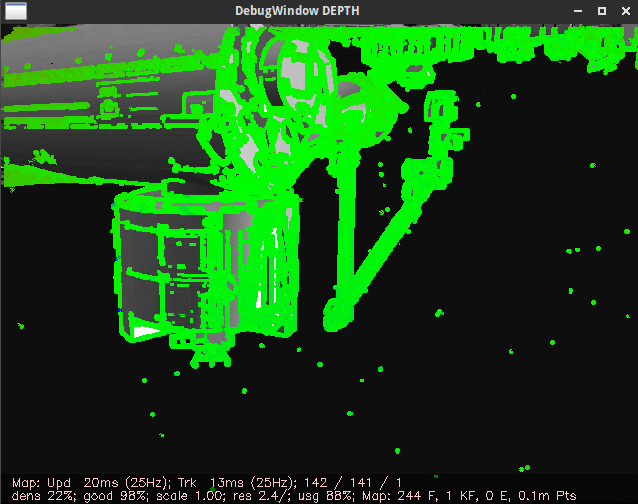 DebugWindow DEPTH
Map: Upd 20ms (25Hz); Trk 13ms (25Hz); 142 / 141 / 1
dens 22%; good 98%; scale 1.00; res 2.4/; usg 88%; Map: 244 F, 1 KF, 0 E, 0.1m Pts